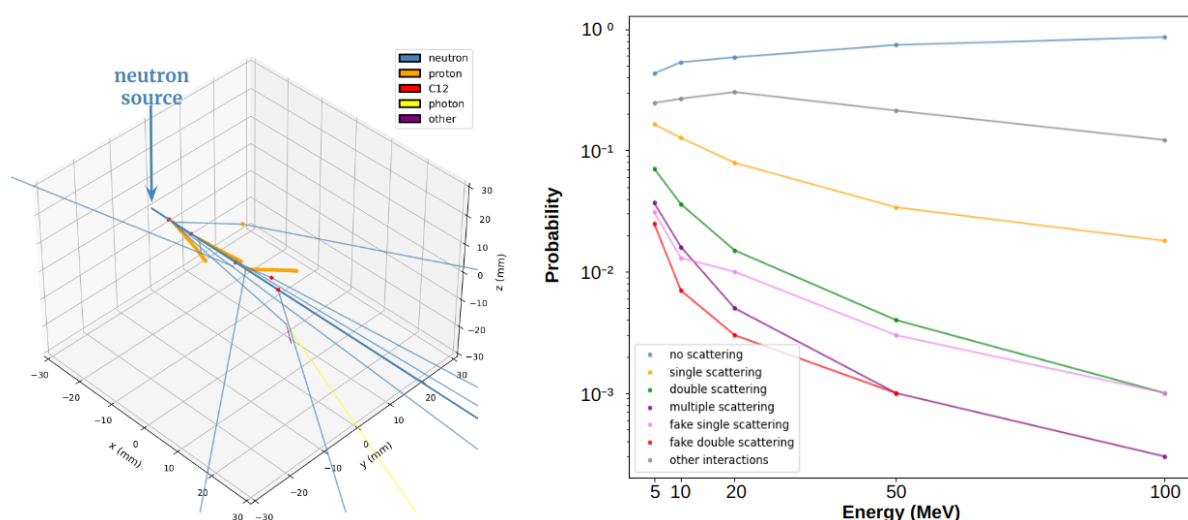 neutron
source
neutron
proton
C12
photon
other
30
20
10
0
−10
−20
−30
z (mm)
−30
−20
−10
0
10
20
30
x (mm)
−30
−20
−10
0
10
20
30
y (mm)
10⁰
10⁻¹
10⁻²
10⁻³
Probability
no scattering
single scattering
double scattering
multiple scattering
fake single scattering
fake double scattering
other interactions
5 10 20 50 100
Energy (MeV)